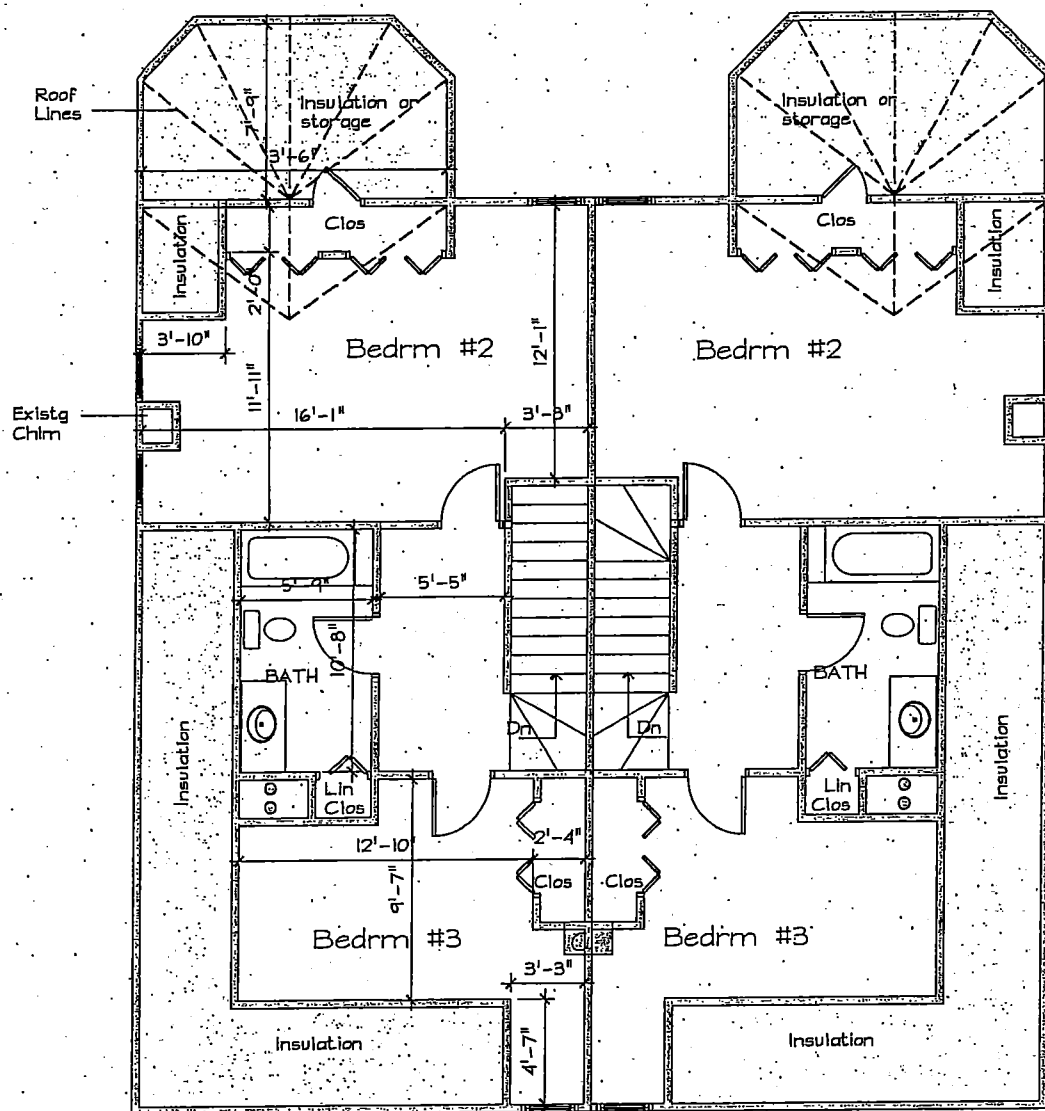 Roof
Lines
Insulation or
storage
7'-9"
3'-6"
Insulation or
storage
Clos
Clos
Insulation
Insulation
2'-0"
3'-10"
Bedrm #2
12'-1"
Bedrm #2
11'-11"
Existg
Chim
16'-1"
3'-8"
5'-9"
5'-5"
10'-8"
BATH
BATH
Dn
Dn
Insulation
Insulation
Lin
Clos
Lin
Clos
12'-10"
2'-4"
9'-7"
Clos
Clos
Bedrm #3
Bedrm #3
3'-3"
4'-7"
Insulation
Insulation